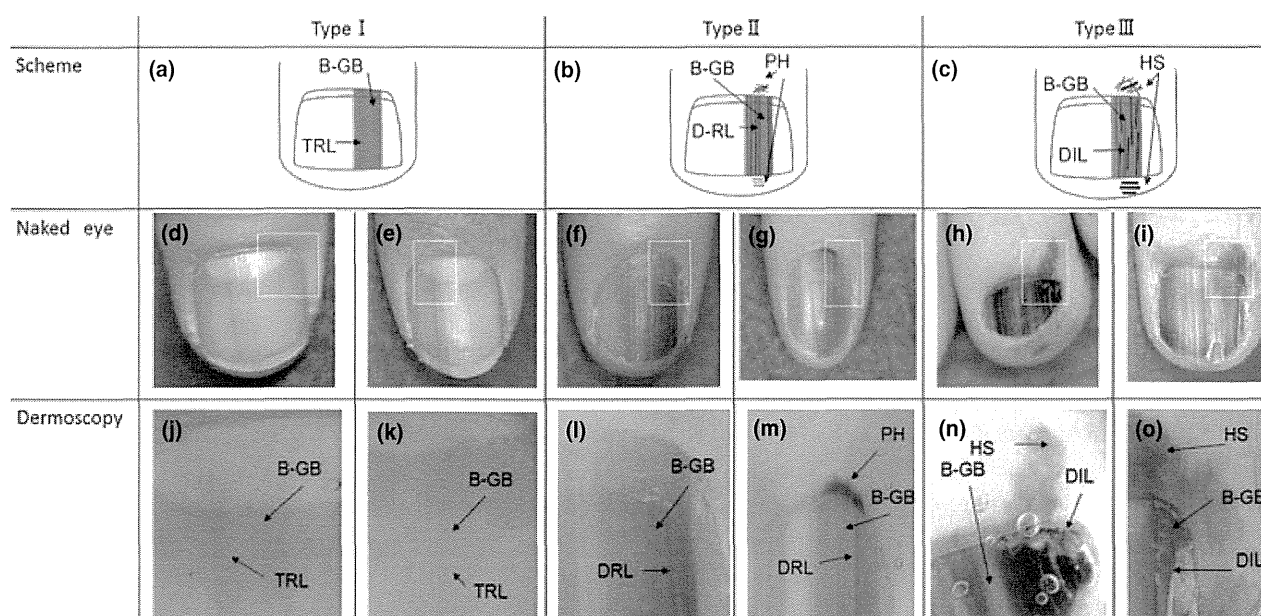 Type Ⅰ Type Ⅱ Type Ⅲ
Scheme
(a)
B-GB
TRL
(b)
PH
B-GB
D-RL
(c)
HS
B-GB
DIL
Naked eye
(d)
(e)
(f)
(g)
(h)
(i)
Dermoscopy
(j)
B-GB
TRL
(k)
B-GB
TRL
(l)
B-GB
DRL
(m)
PH
B-GB
DRL
(n)
HS
B-GB
DIL
(o)
HS
B-GB
DIL